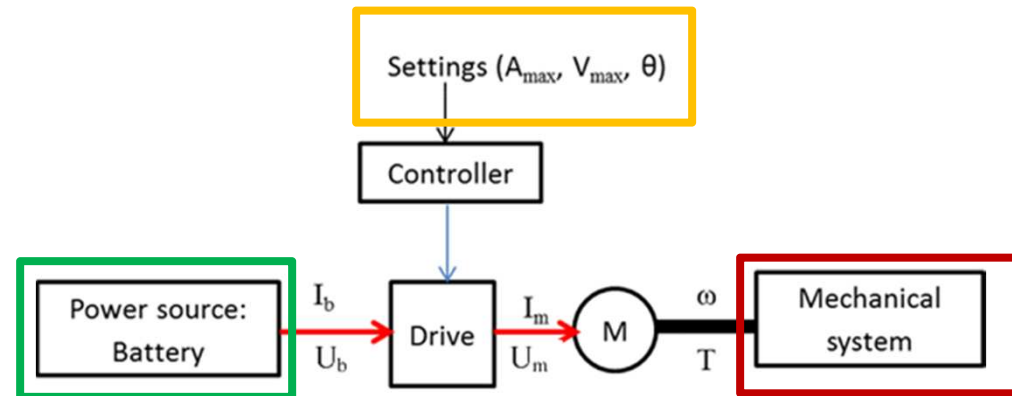 Settings (Amax, Vmax, θ)
Controller
Power source:
Battery
Ib
Ub
Drive
Im
Um
M
ω
T
Mechanical
system